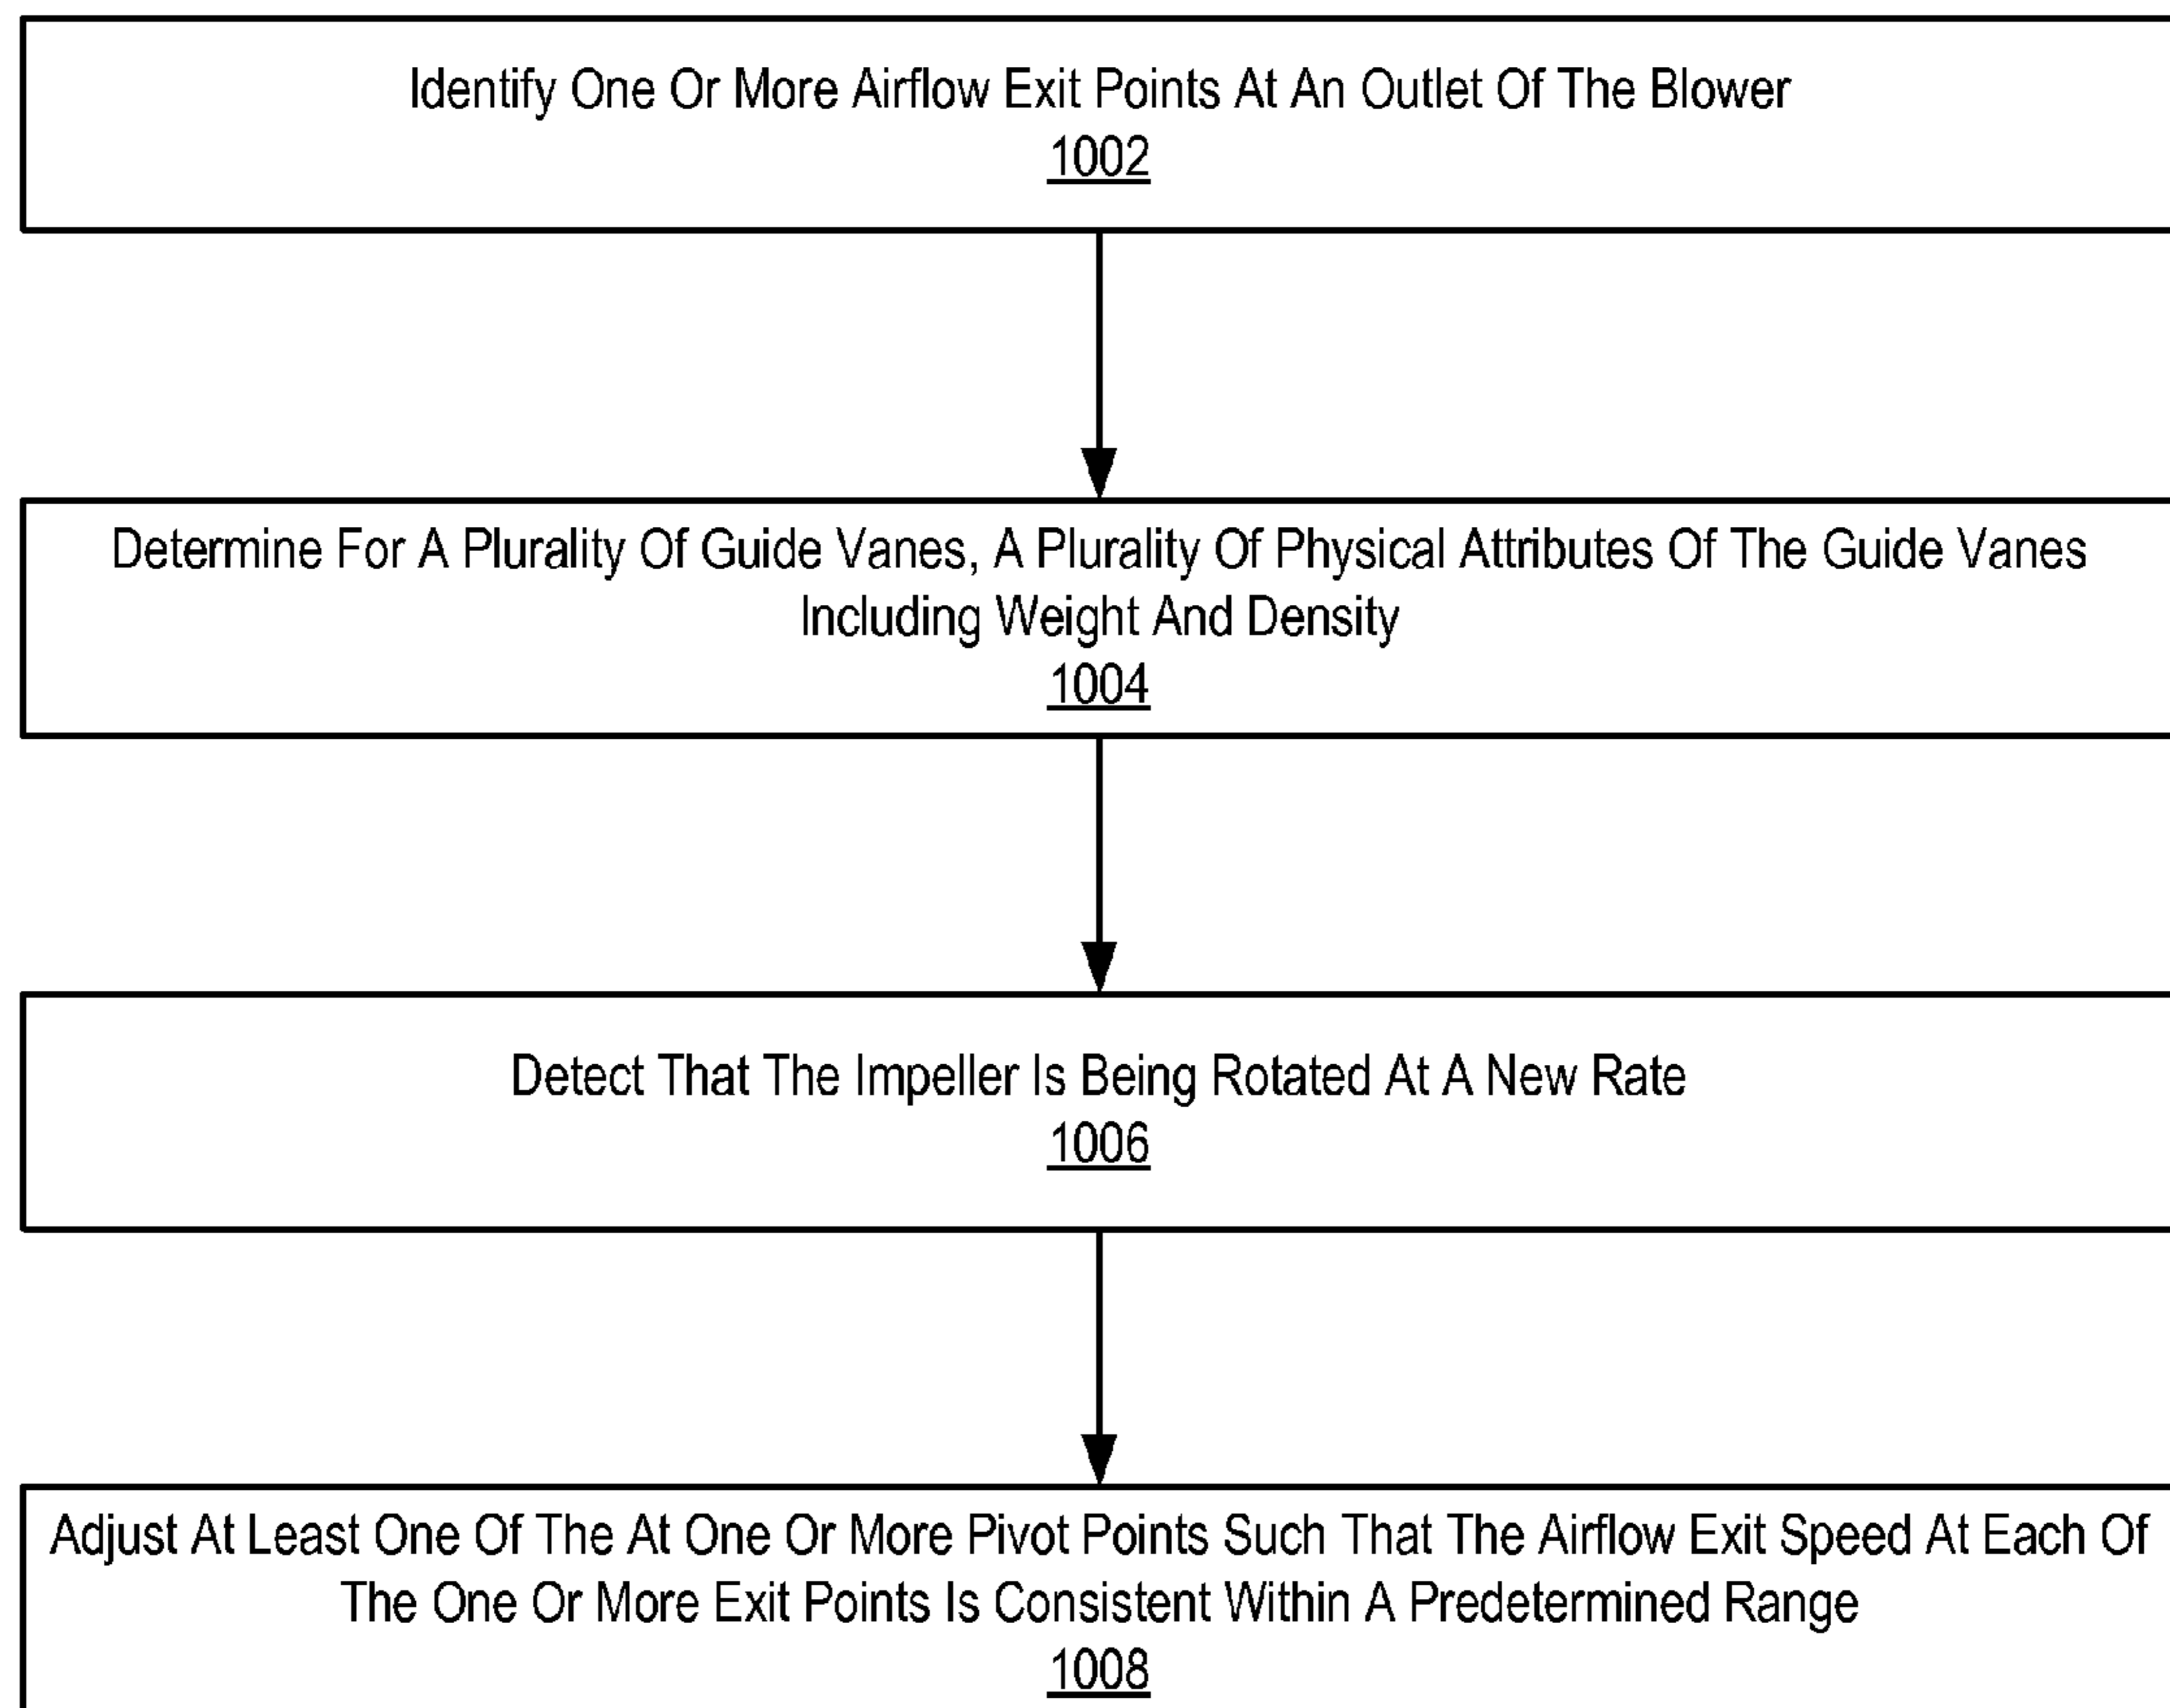 Identify One Or More Airflow Exit Points At An Outlet Of The Blower
1002
Determine For A Plurality Of Guide Vanes, A Plurality Of Physical Attributes Of The Guide Vanes
Including Weight And Density
1004
Detect That The Impeller Is Being Rotated At A New Rate
1006
Adjust At Least One Of The At One Or More Pivot Points Such That The Airflow Exit Speed At Each Of
The One Or More Exit Points Is Consistent Within A Predetermined Range
1008